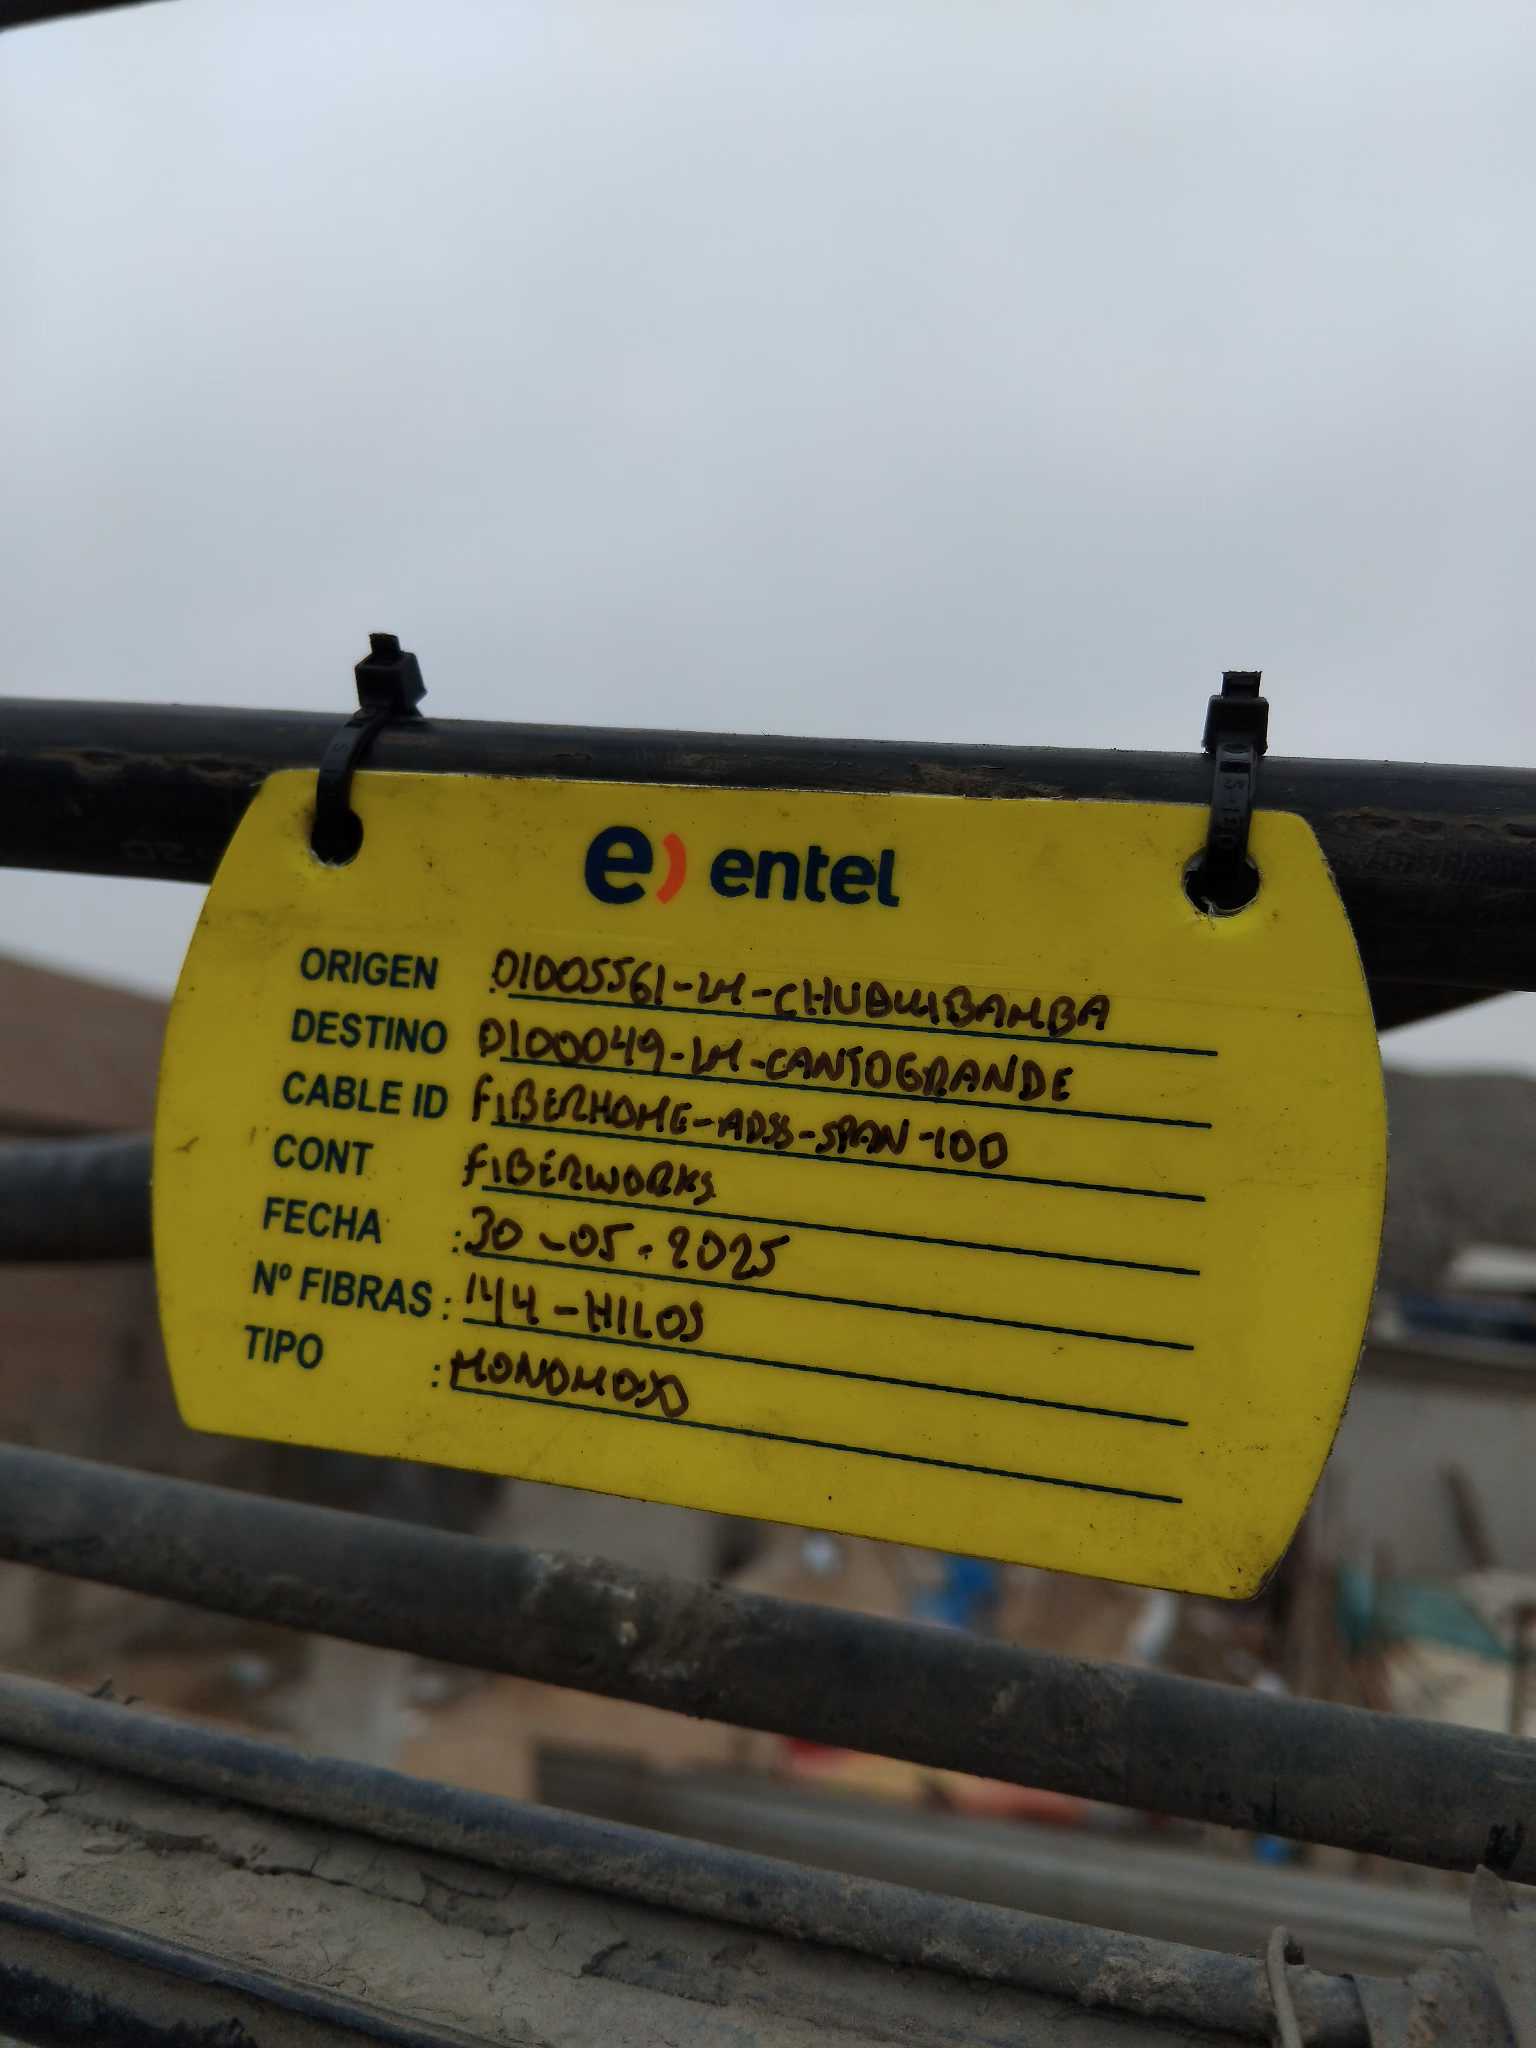 e) entel
ORIGEN : 01005561-LM-CHUQUIBAMBA
DESTINO : 0100049-LM-CANTOGRANDE
CABLE ID FIBERHOME-ADSS-SPAN-100
CONT FIBERWORKS
FECHA : 30-05-2025
Nº FIBRAS : 144-HILOS
TIPO : MONOMODO